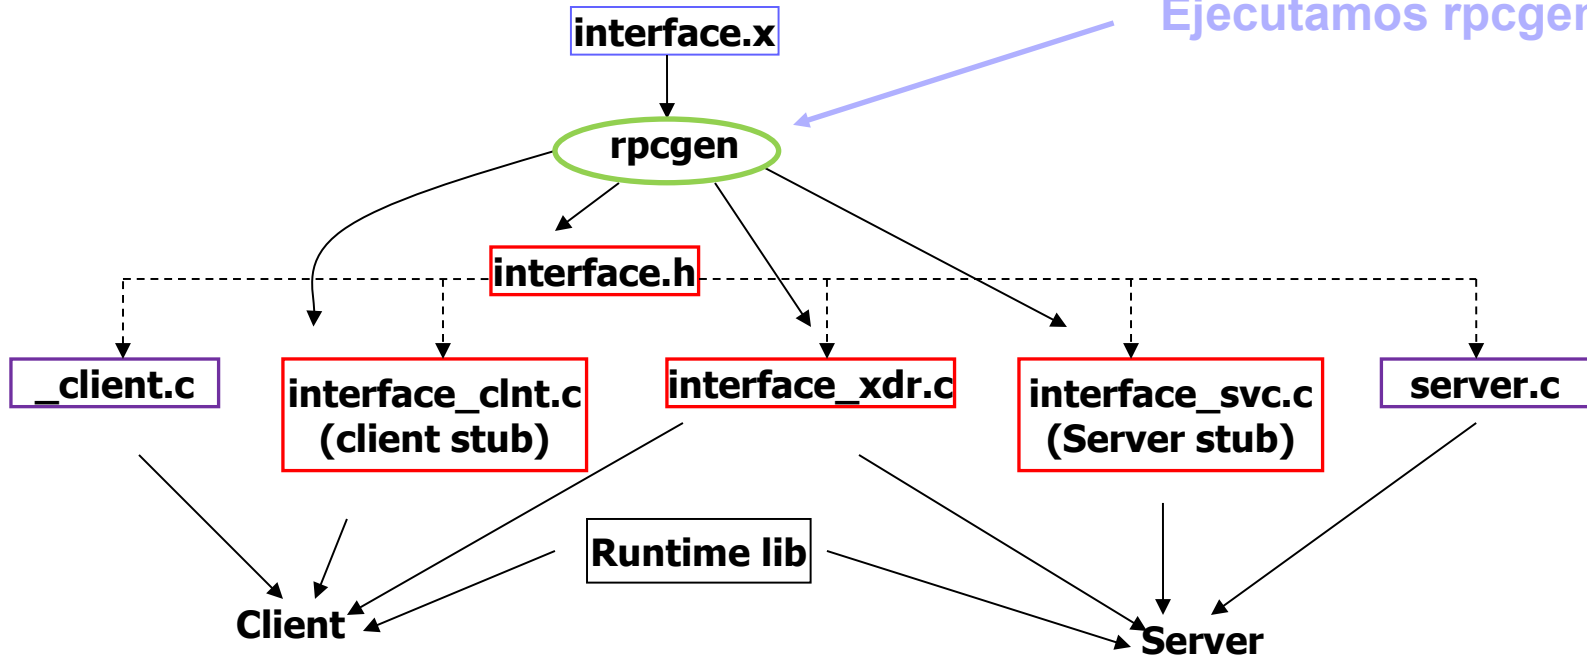 Ejecutamos rpcgen
interface.x
rpcgen
interface.h
_client.c
interface_clnt.c
(client stub)
interface_xdr.c
interface_svc.c
(Server stub)
server.c
Runtime lib
Client
Server